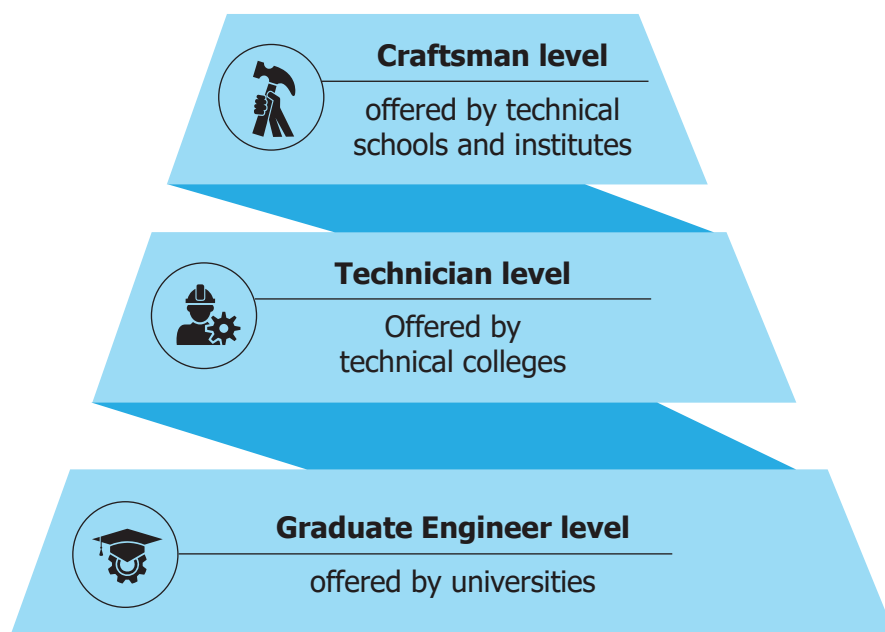 Craftsman level
offered by technical
schools and institutes
Technician level
Offered by
technical colleges
Graduate Engineer level
offered by universities